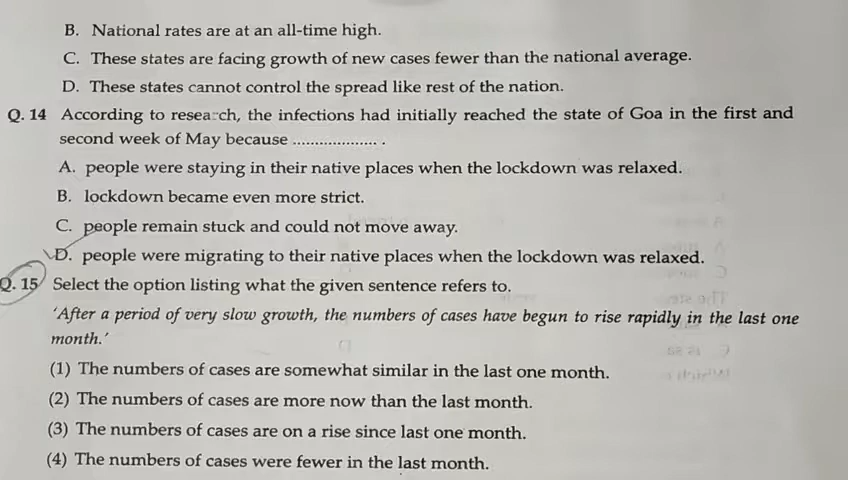 B. National rates are at an all-time high.
C. These states are facing growth of new cases fewer than the national average.
D. These states cannot control the spread like rest of the nation.
Q. 14 According to research, the infections had initially reached the state of Goa in the first and
second week of May because ................... .
A. people were staying in their native places when the lockdown was relaxed.
B. lockdown became even more strict.
C. people remain stuck and could not move away.
D. people were migrating to their native places when the lockdown was relaxed.
Q. 15 Select the option listing what the given sentence refers to.
'After a period of very slow growth, the numbers of cases have begun to rise rapidly in the last one
month.'
(1) The numbers of cases are somewhat similar in the last one month.
(2) The numbers of cases are more now than the last month.
(3) The numbers of cases are on a rise since last one month.
(4) The numbers of cases were fewer in the last month.